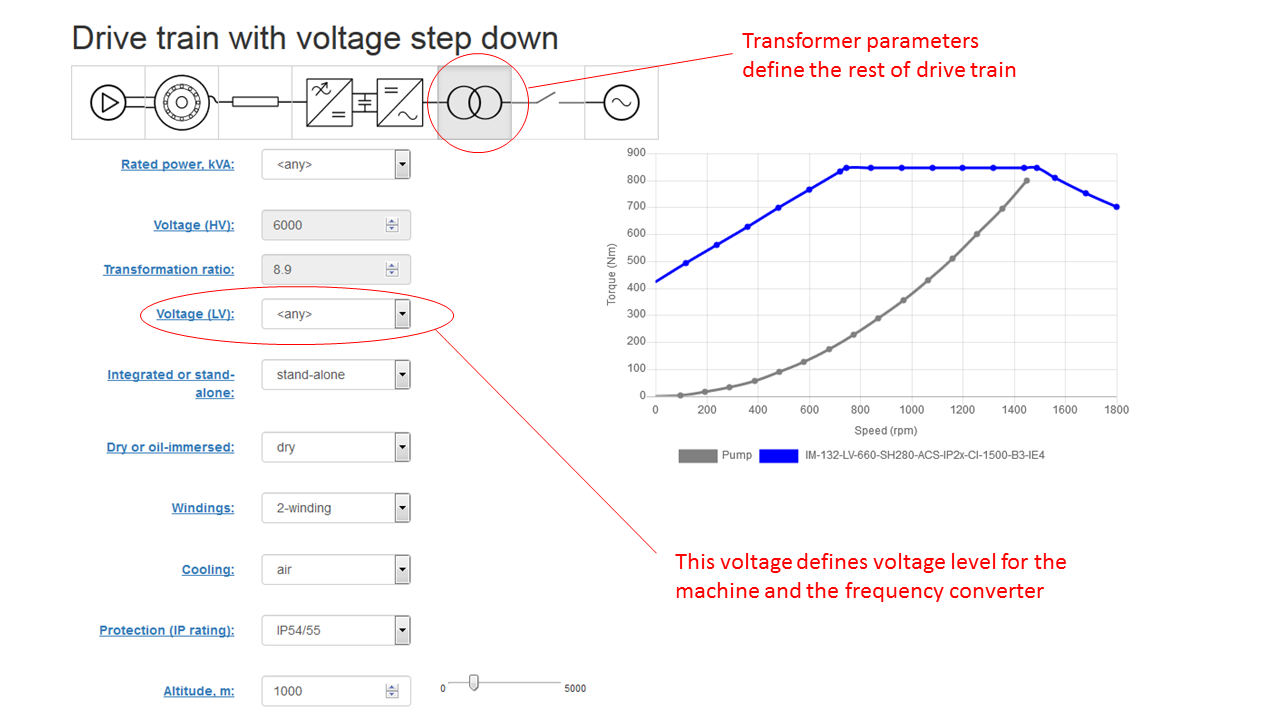 Drive train with voltage step down
Transformer parameters
define the rest of drive train
Rated power, kVA:
<any>
Voltage (HV):
6000
Transformation ratio:
8.9
Voltage (LV):
<any>
Integrated or stand-
alone:
stand-alone
Dry or oil-immersed:
dry
Windings:
2-winding
Cooling:
air
Protection (IP rating):
IP54/55
Altitude, m:
1000
0
5000
900
800
700
600
500
400
300
200
100
0
Torque (Nm)
0 200 400 600 800 1000 1200 1400 1600 1800
Speed (rpm)
Pump
IM-132-LV-660-SH280-ACS-IP2x-CI-1500-B3-IE4
This voltage defines voltage level for the
machine and the frequency converter